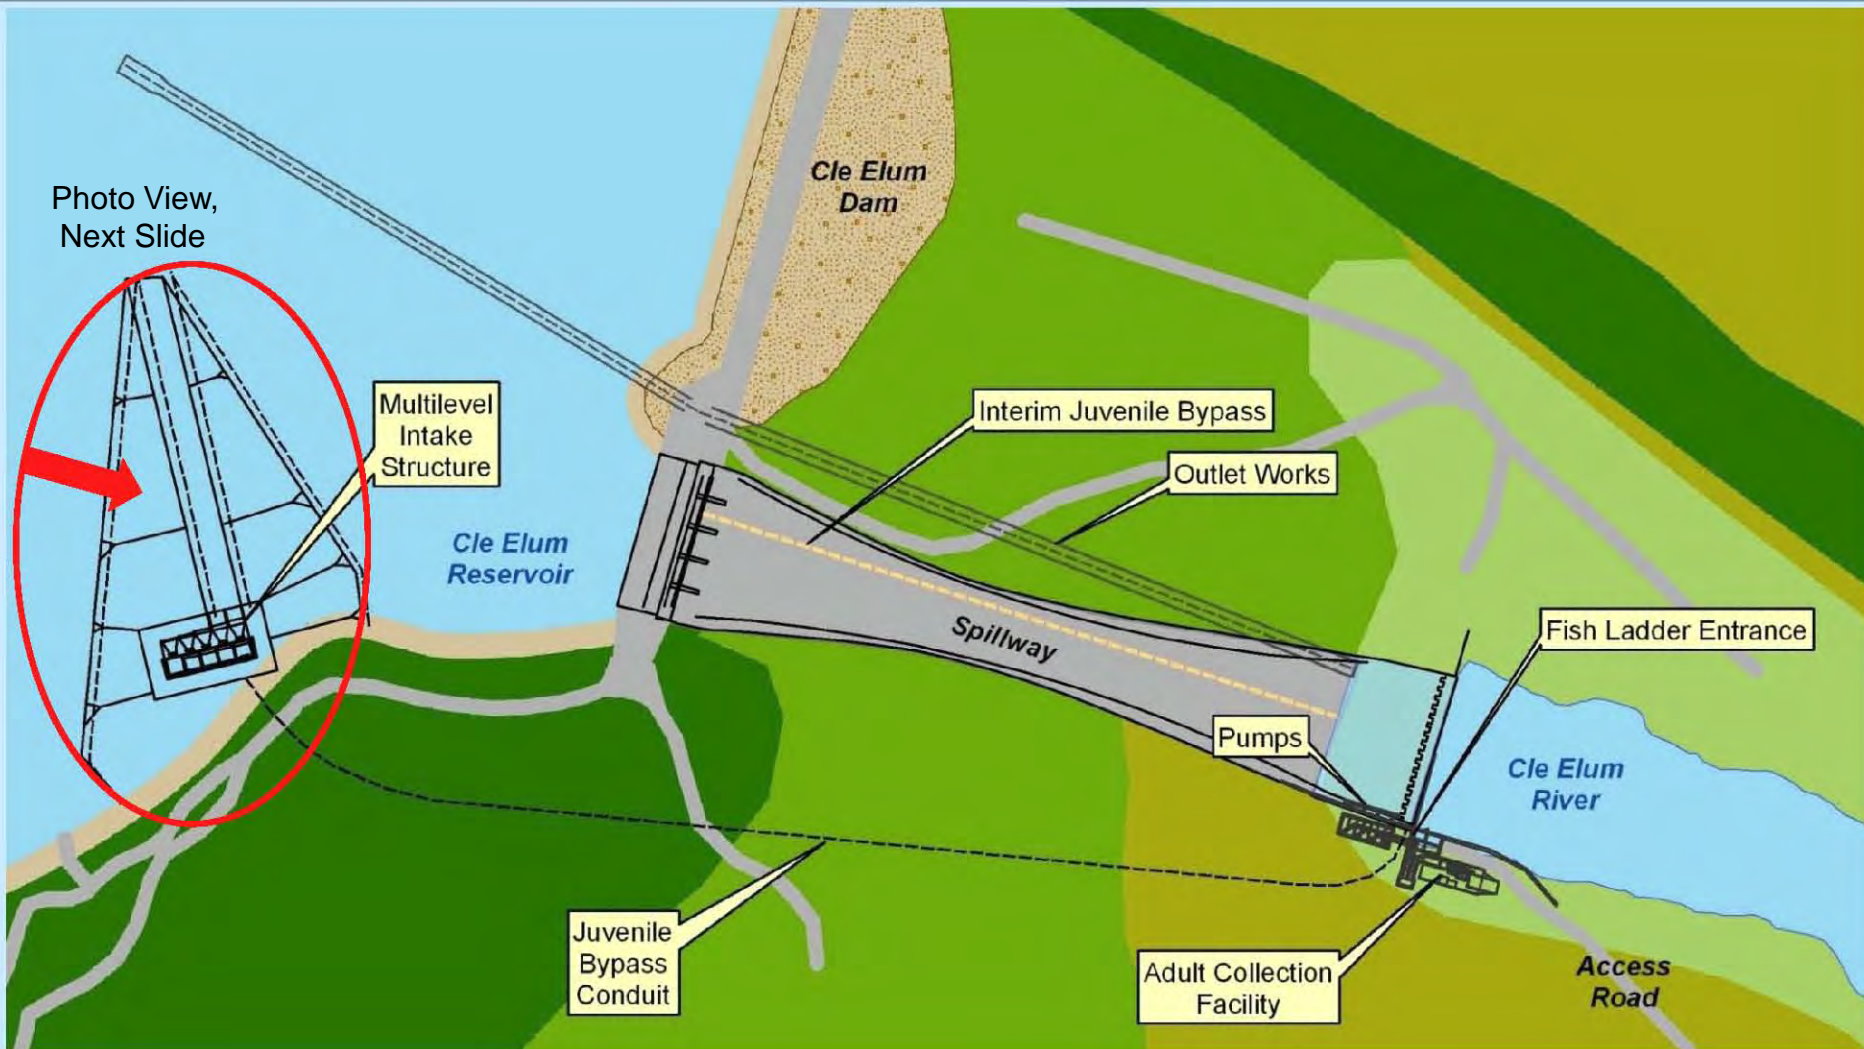 Cle Elum
Dam
Photo View,
Next Slide
Multilevel
Intake
Structure
Interim Juvenile Bypass
Outlet Works
Cle Elum
Reservoir
Spillway
Fish Ladder Entrance
Pumps
Cle Elum
River
Juvenile
Bypass
Conduit
Adult Collection
Facility
Access
Road